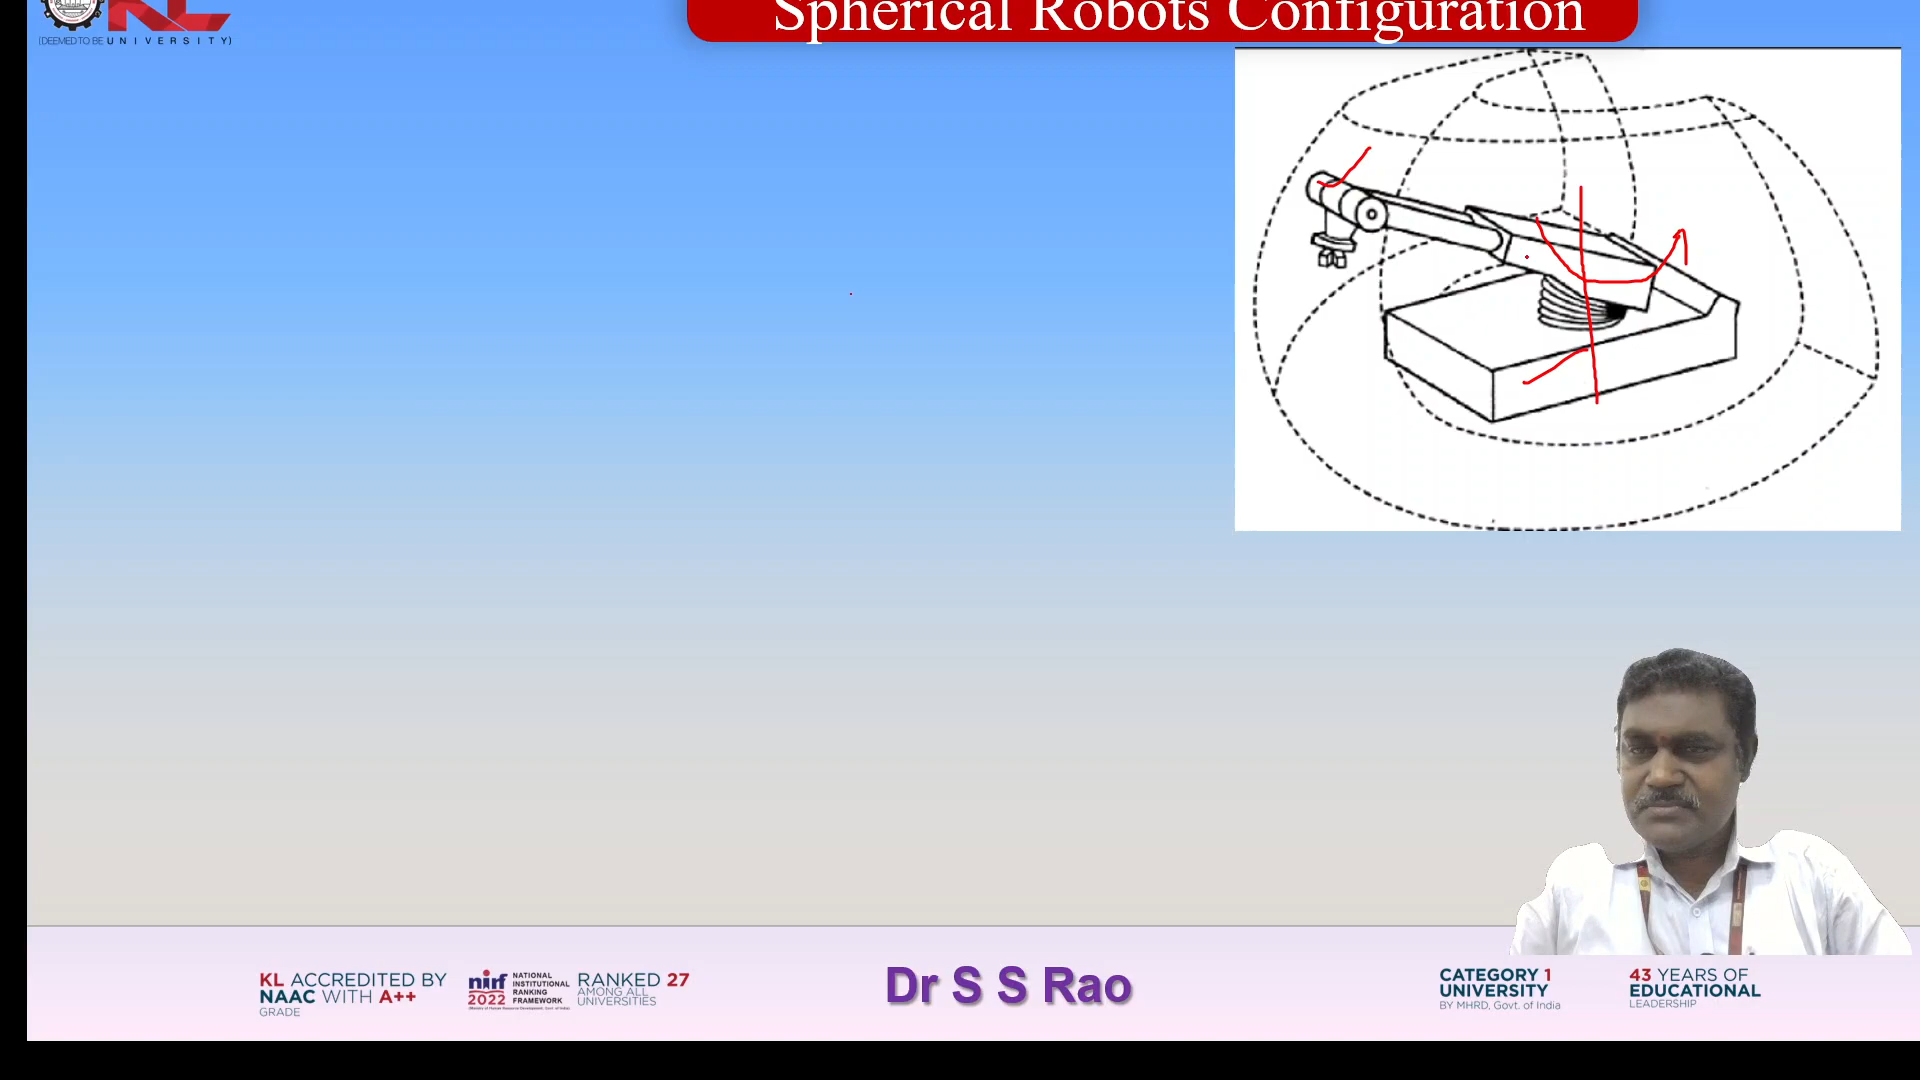 Spherical Robots Configuration
KL
(DEEMED TO BE UNIVERSITY)
KL ACCREDITED BY
NAAC WITH A++
GRADE
nirf
2022
NATIONAL
INSTITUTIONAL
RANKING
FRAMEWORK
RANKED 27
AMONG ALL
UNIVERSITIES
Dr S S Rao
CATEGORY 1
UNIVERSITY
BY MHRD, Govt. of India
43 YEARS OF
EDUCATIONAL
LEADERSHIP